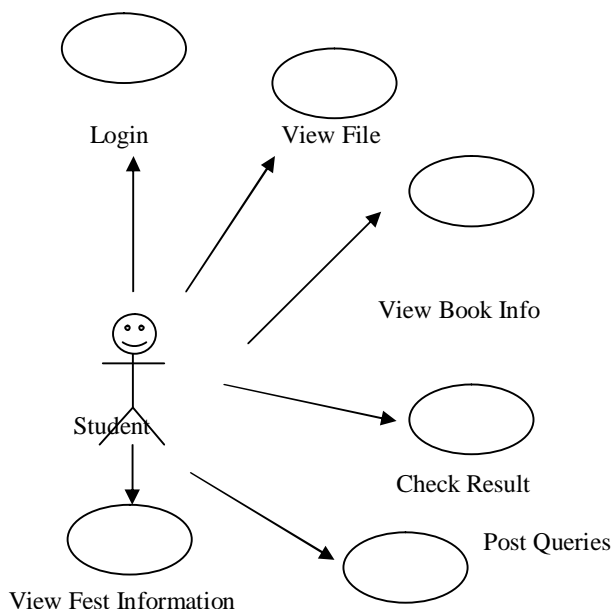 Login
View File
View Book Info
Student
Check Result
Post Queries
View Fest Information